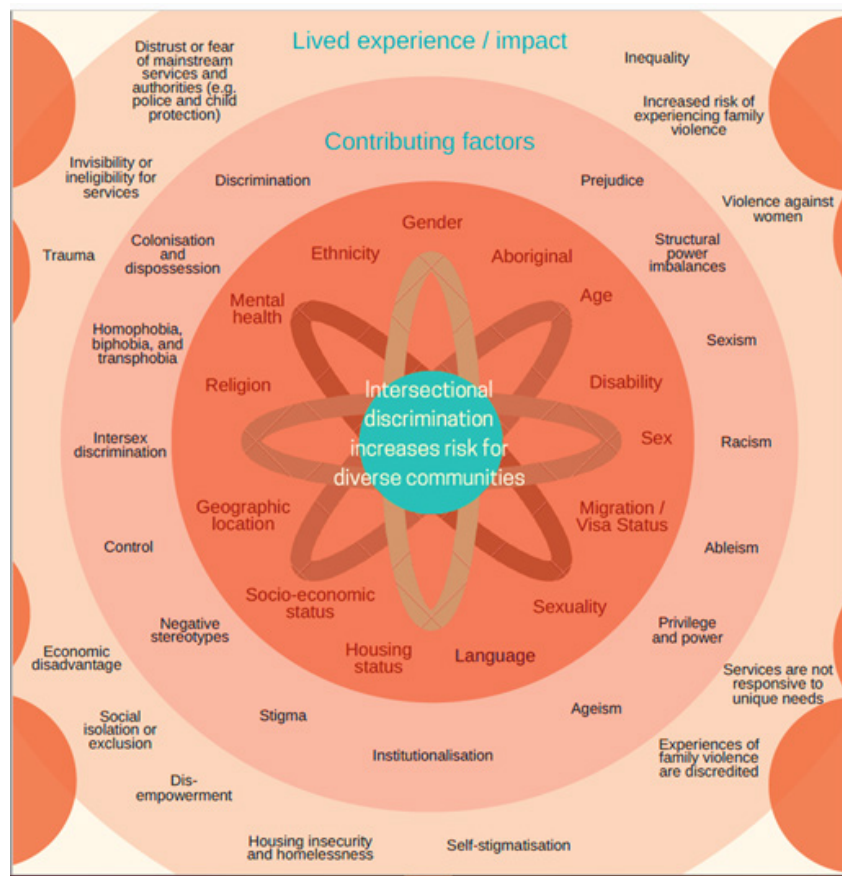 Lived experience / impact
Distrust or fear
of mainstream
services and
authorities (e.g.
police and child
protection)
Inequality
Increased risk of
experiencing family
violence
Invisibility or
ineligibility for
services
Violence against
women
Trauma
Economic
disadvantage
Social
isolation or
exclusion
Dis-
empowerment
Housing insecurity
and homelessness
Self-stigmatisation
Experiences of
family violence
are discredited
Services are not
responsive to
unique needs
Contributing factors
Discrimination
Prejudice
Colonisation
and
dispossession
Structural
power
imbalances
Homophobia,
biphobia, and
transphobia
Sexism
Intersex
discrimination
Racism
Control
Ableism
Negative
stereotypes
Privilege
and power
Stigma
Ageism
Institutionalisation
Gender
Ethnicity
Aboriginal
Mental
health
Age
Religion
Disability
Sex
Geographic
location
Migration /
Visa Status
Socio-economic
status
Sexuality
Housing
status
Language
Intersectional
discrimination
increases risk for
diverse communities